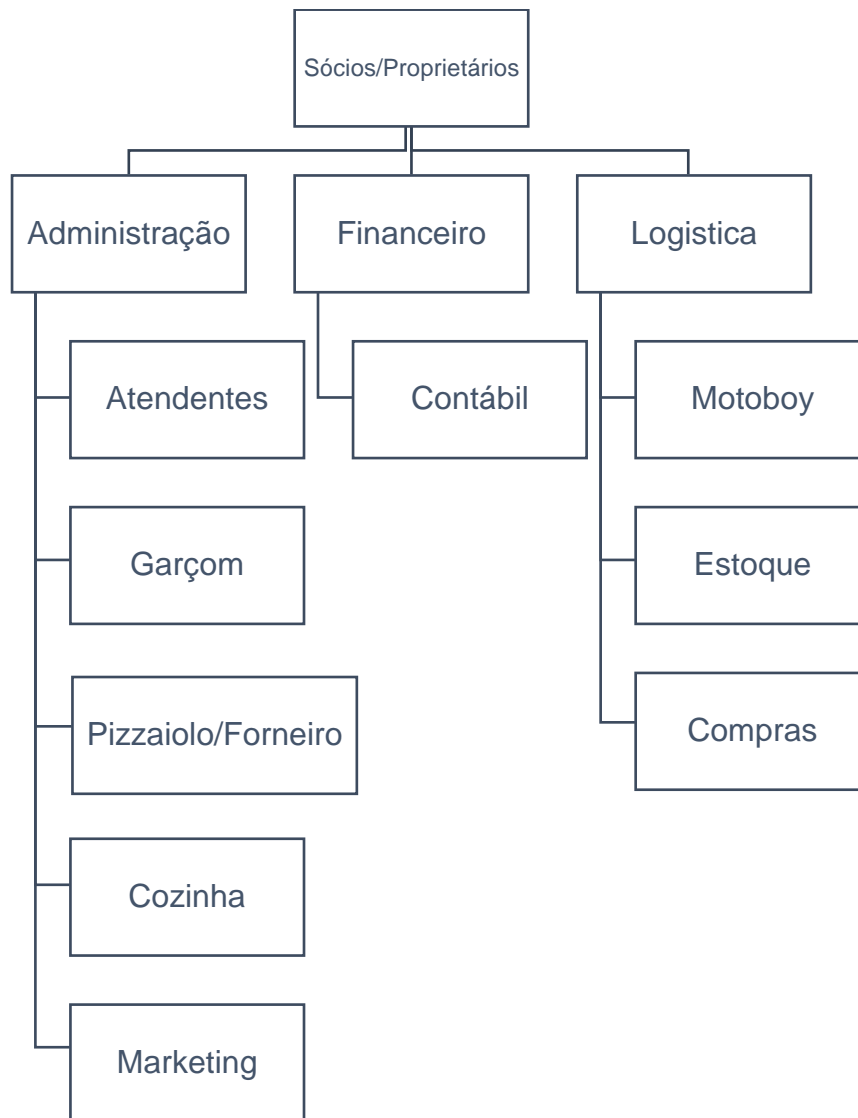 Sócios/Proprietários
Administração
Financeiro
Logistica
Atendentes
Contábil
Motoboy
Garçom
Estoque
Pizzaiolo/Forneiro
Compras
Cozinha
Marketing